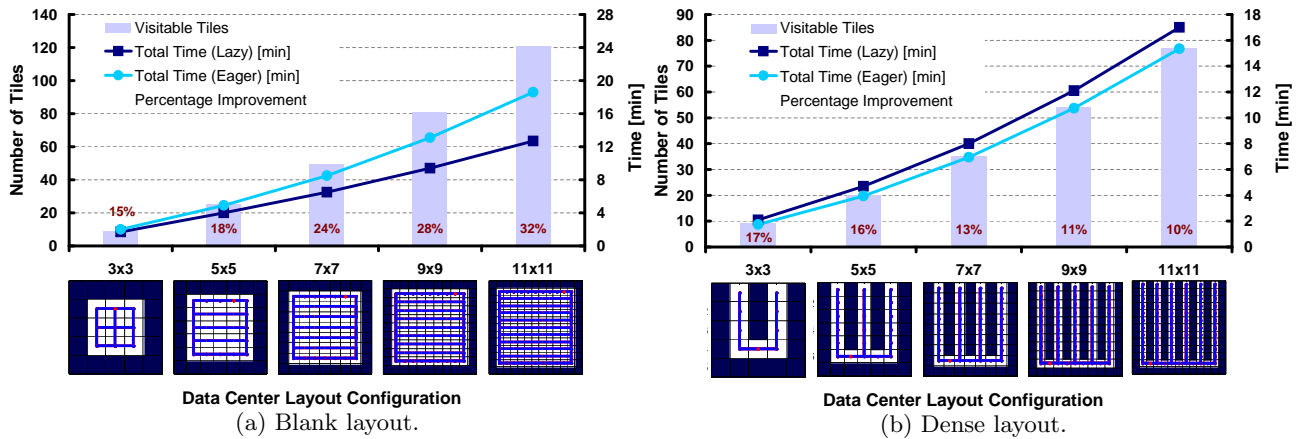 140
120
100
80
60
40
20
0
Number of Tiles
28
24
20
16
12
8
4
0
Time [min]
Visitable Tiles
Total Time (Lazy) [min]
Total Time (Eager) [min]
Percentage Improvement
15%
18%
24%
28%
32%
3x3
5x5
7x7
9x9
11x11
Data Center Layout Configuration
(a) Blank layout.
90
80
70
60
50
40
30
20
10
0
Number of Tiles
18
16
14
12
10
8
6
4
2
0
Time [min]
Visitable Tiles
Total Time (Lazy) [min]
Total Time (Eager) [min]
Percentage Improvement
17%
16%
13%
11%
10%
3x3
5x5
7x7
9x9
11x11
Data Center Layout Configuration
(b) Dense layout.